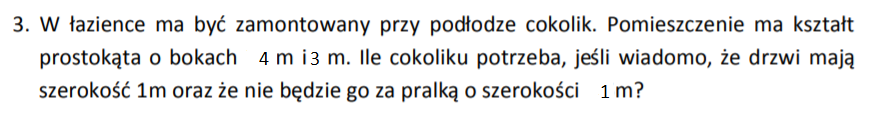 3. W łazience ma być zamontowany przy podłodze cokolik. Pomieszczenie ma kształt
prostokąta o bokach 4 m i3 m. Ile cokoliku potrzeba, jeśli wiadomo, że drzwi mają
szerokość 1m oraz że nie będzie go za pralką o szerokości 1 m?